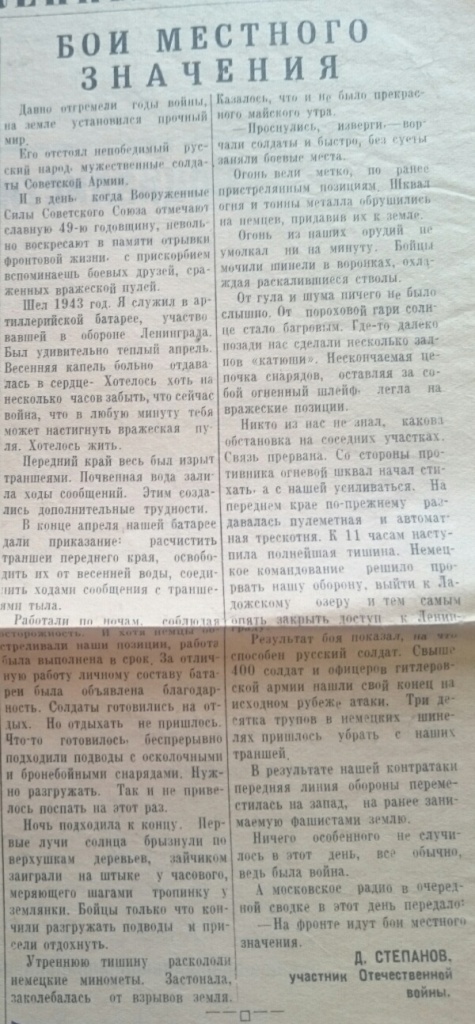 БОИ МЕСТНОГО
ЗНАЧЕНИЯ
Давно отгремели годы войны,
на земле установился прочный
мир.
Его отстоял непобедимый рус-
ский народ, мужественные солда-
ты Советской Армии.
И в день, когда Вооруженные
Силы Советского Союза отмечают
славную 49-ю годовщину, неволь-
но воскресают в памяти отрывки
фронтовой жизни, с прискорбием
вспоминаешь боевых друзей, сра-
женных вражеской пулей.
Шел 1943 год. Я служил в ар-
тиллерийской батарее, участво
вавшей в обороне Ленинграда.
Был удивительно теплый апрель.
Весенняя капель больно отдава
лась в сердце. Хотелось хоть на
несколько часов забыть, что сейчас
война, что в любую минуту тебя
может настигнуть вражеская пу-
ля. Хотелось жить.
Передний край весь был изрыт
траншеями. Почвенная вода зали-
ла ходы сообщений. Этим созда-
лись дополнительные трудности.
В конце апреля нашей батарее
дали приказание: расчистить
траншеи переднего края, освобо-
дить их от весенней воды, соеди-
нить ходами сообщения с транше-
ями тыла.
Работали по ночам, соблюдая
осторожность. И хотя немцы об-
стреливали наши позиции, работа
была выполнена в срок. За отлич-
ную работу личному составу бата-
реи была объявлена благодар-
ность. Солдаты готовились на от-
дых. Но отдыхать не пришлось.
Что-то готовилось: беспрерывно
подходили подводы с осколочными
и бронебойными снарядами. Нуж-
но разгружать. Так и не приве-
лось поспать на этот раз.
Ночь подходила к концу. Пер-
вые лучи солнца брызнули по
верхушкам деревьев, зайчиком
заиграли на штыке у часового,
меряющего шагами тропинку у
землянки. Бойцы только что кон-
чили разгружать подводы и при-
сели отдохнуть.
Утреннюю тишину раскололи
немецкие минометы. Застонала,
заколебалась от взрывов земля.
Казалось, что и не было прекрас-
ного майского утра.
—Проснулись, изверги,—вор-
чали солдаты и быстро, без суеты
заняли боевые места.
Огонь вели метко, по ранее
пристрелянным позициям. Шквал
огня и тонны металла обрушились
на немцев, придавив их к земле.
Огонь из наших орудий не
умолкал ни на минуту. Бойцы
мочили шинели в воронках, охла-
ждая раскалившиеся стволы.
От гула и шума ничего не было
слышно. От пороховой гари солн-
це стало багровым. Где-то далеко
позади нас сделали несколько зал-
пов «катюши». Нескончаемая це-
почка снарядов, оставляя за со-
бой огненный шлейф, легла на
вражеские позиции.
Никто из нас не знал, какова
обстановка на соседних участках.
Связь прервана. Со стороны про-
тивника огневой шквал начал сти-
хать, а с нашей усиливаться. На
переднем крае по-прежнему раз-
давалась пулеметная и автомат-
ная трескотня. К 11 часам насту-
пила полнейшая тишина. Немец-
кое командование решило про-
рвать нашу оборону, выйти к Ла-
дожскому озеру и тем самым
опять закрыть доступ к Ленин-
Результат боя показал, на что
способен русский солдат. Свыше
400 солдат и офицеров гитлеров-
ской армии нашли свой конец на
исходном рубеже атаки. Три де-
сятка трупов в немецких шине-
лях пришлось убрать с наших
траншей.
В результате нашей контратаки
передняя линия обороны переме-
стилась на запад, на ранее зани-
маемую фашистами землю.
Ничего особенного не случи-
лось в этот день, все обычно,
ведь была война.
А московское радио в очеред-
ной сводке в этот день передало:
—На фронте идут бои местного
значения.
Д. СТЕПАНОВ,
участник Отечественной
войны.